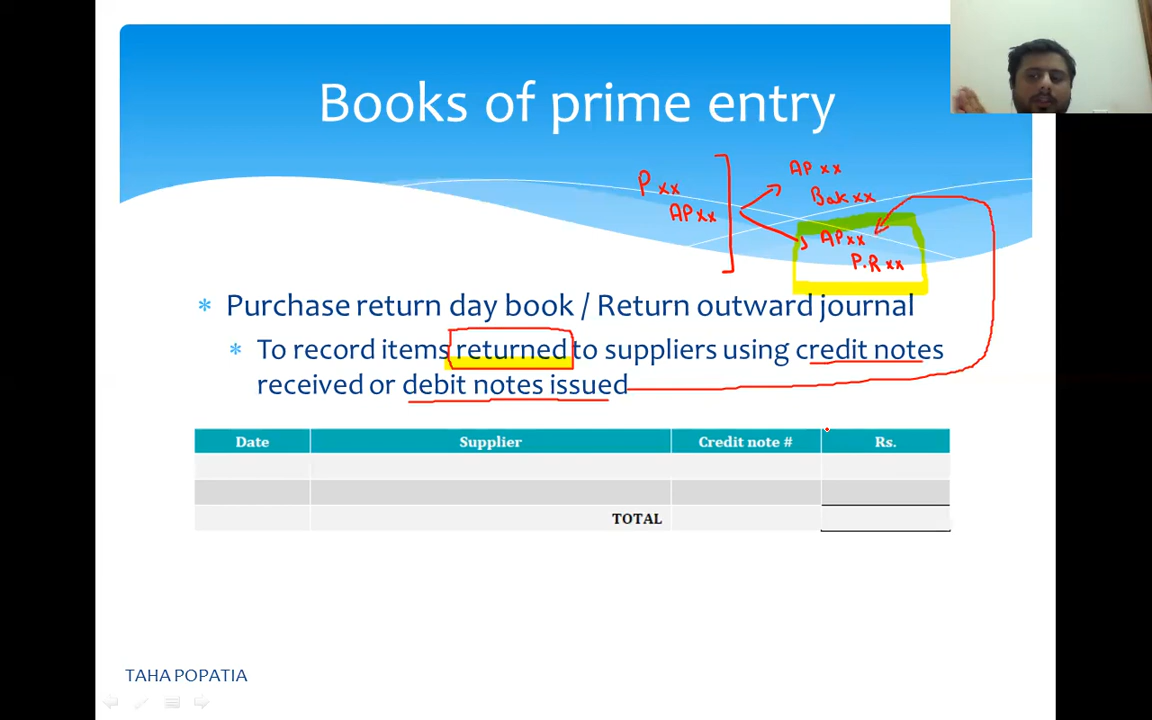 Books of prime entry
P xx
AP xx
AP xx
Bank xx
AP xx
P.R xx
Purchase return day book / Return outward journal
To record items returned to suppliers using credit notes
received or debit notes issued
Date Supplier Credit note # Rs.
TOTAL
TAHA POPATIA